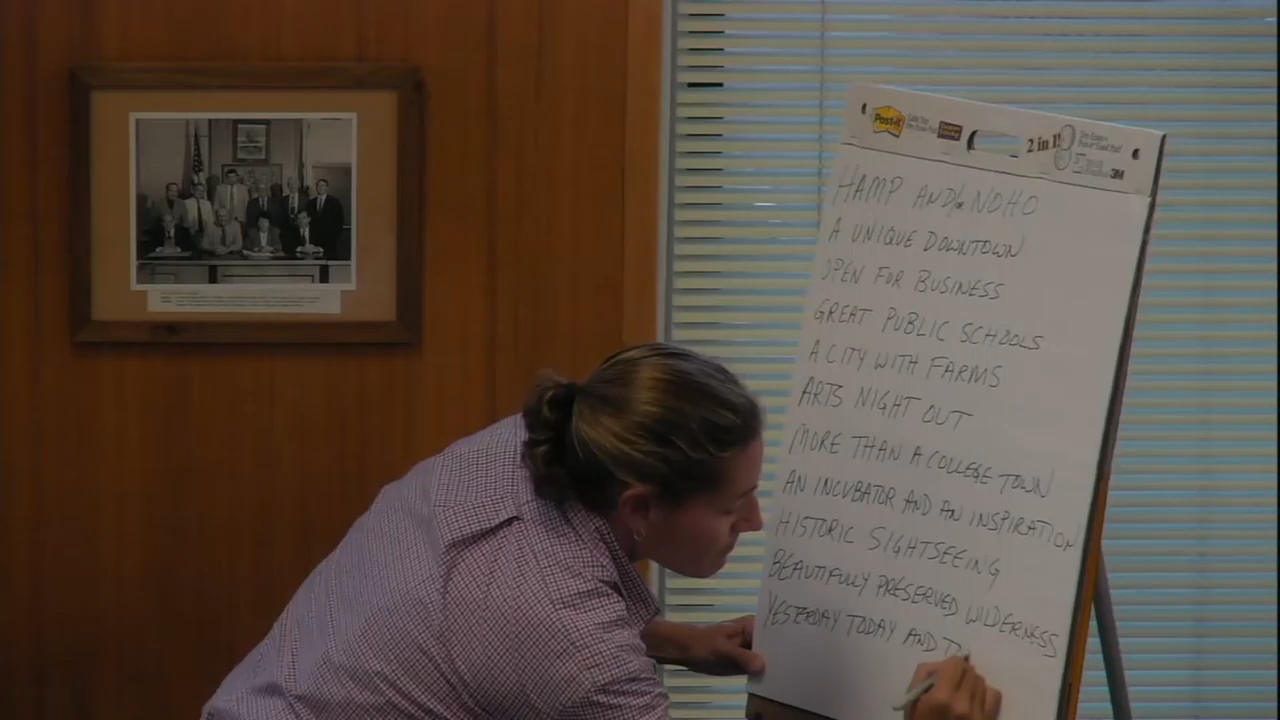 Post-it
2 in 1!
3M
HAMP AND/OR NOHO
A UNIQUE DOWNTOWN
OPEN FOR BUSINESS
GREAT PUBLIC SCHOOLS
A CITY WITH FARMS
ARTS NIGHT OUT
MORE THAN A COLLEGE TOWN
AN INCUBATOR AND AN INSPIRATION
HISTORIC SIGHTSEEING
BEAUTIFULLY PRESERVED WILDERNESS
YESTERDAY TODAY AND